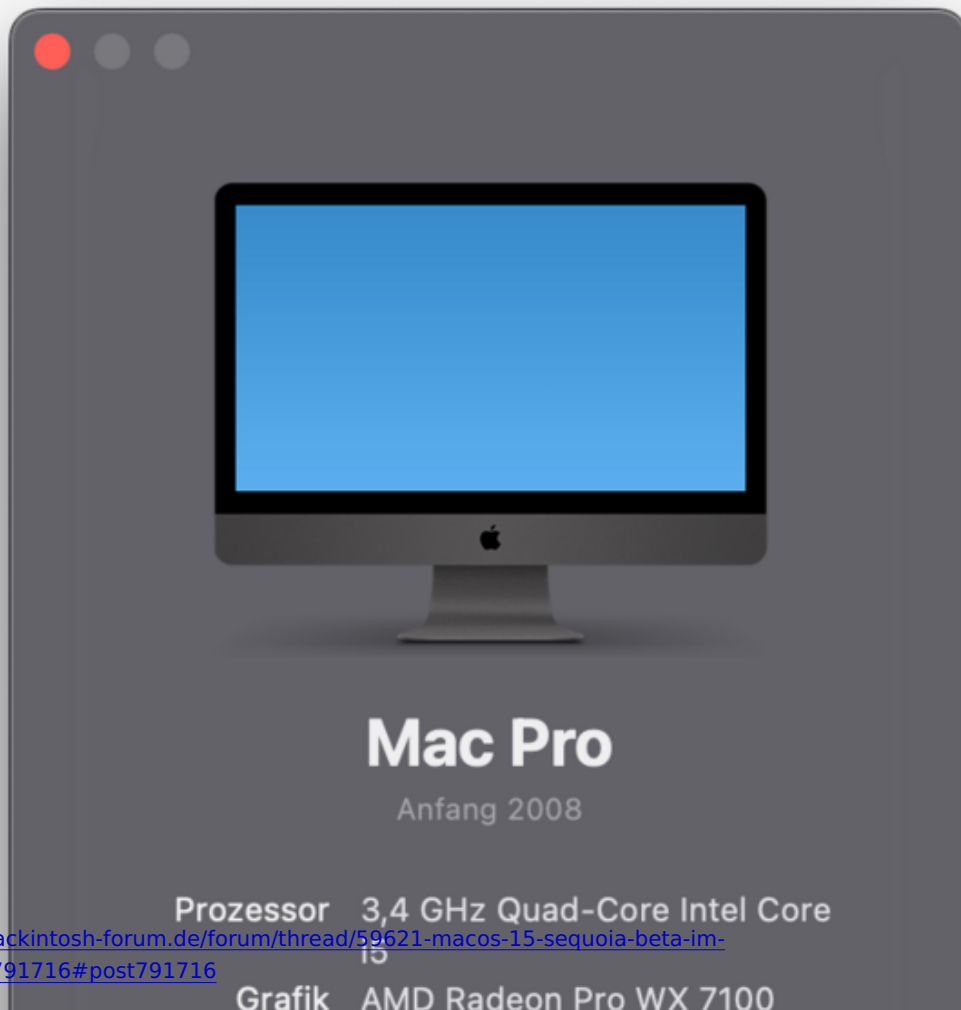 Mac Pro
Anfang 2008
Prozessor 3,4 GHz Quad-Core Intel Core
ackintosh-forum.de/forum/thread/59621-macos-15-sequoia-beta-im-
i5
791716#post791716
Grafik AMD Radeon Pro WX 7100